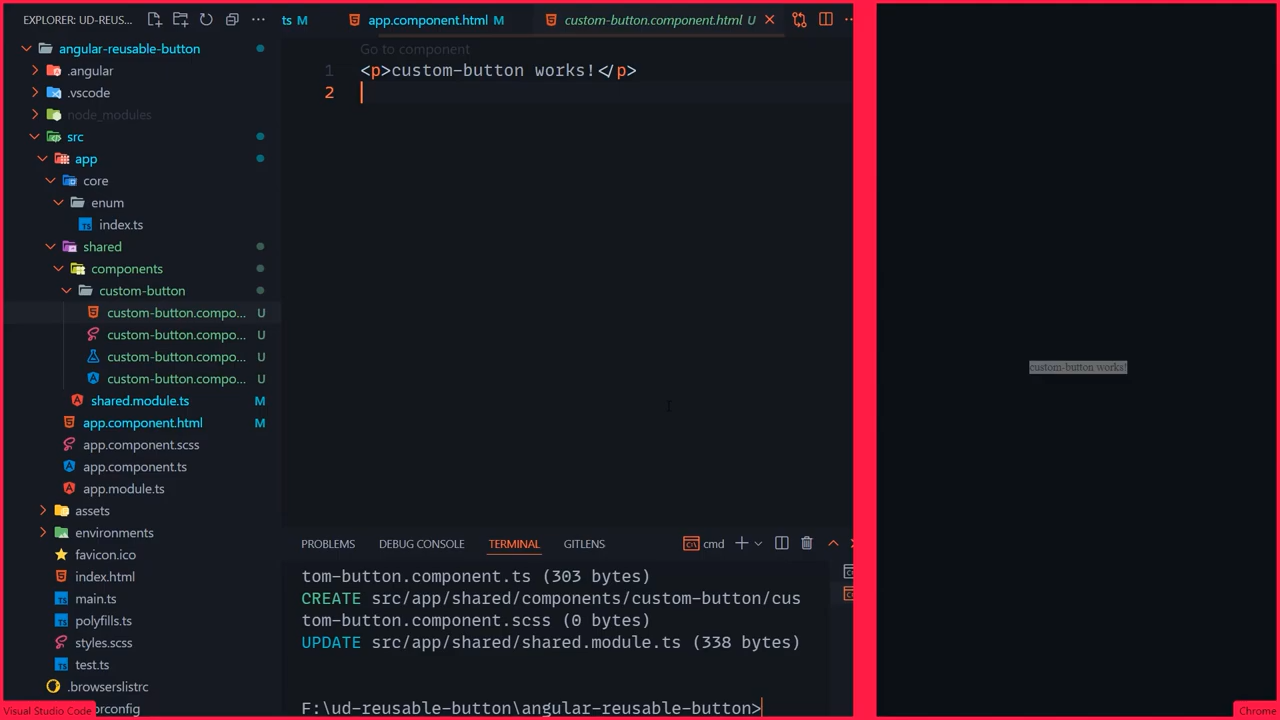 EXPLORER: UD-REUS...
angular-reusable-button
.angular
.vscode
node_modules
src
app
core
enum
index.ts
shared
components
custom-button
custom-button.compo... U
custom-button.compo... U
custom-button.compo... U
custom-button.compo... U
shared.module.ts M
app.component.html M
app.component.scss
app.component.ts
app.module.ts
assets
environments
favicon.ico
index.html
main.ts
polyfills.ts
styles.scss
test.ts
.browserslistrc
orconfig
Visual Studio Code
ts M
app.component.html M
custom-button.component.html U
Go to component
1 <p>custom-button works!</p>
2
PROBLEMS DEBUG CONSOLE TERMINAL GITLENS
cmd
tom-button.component.ts (303 bytes)
CREATE src/app/shared/components/custom-button/cus
tom-button.component.scss (0 bytes)
UPDATE src/app/shared/shared.module.ts (338 bytes)
F:\ud-reusable-button\angular-reusable-button>
custom-button works!
Chrome